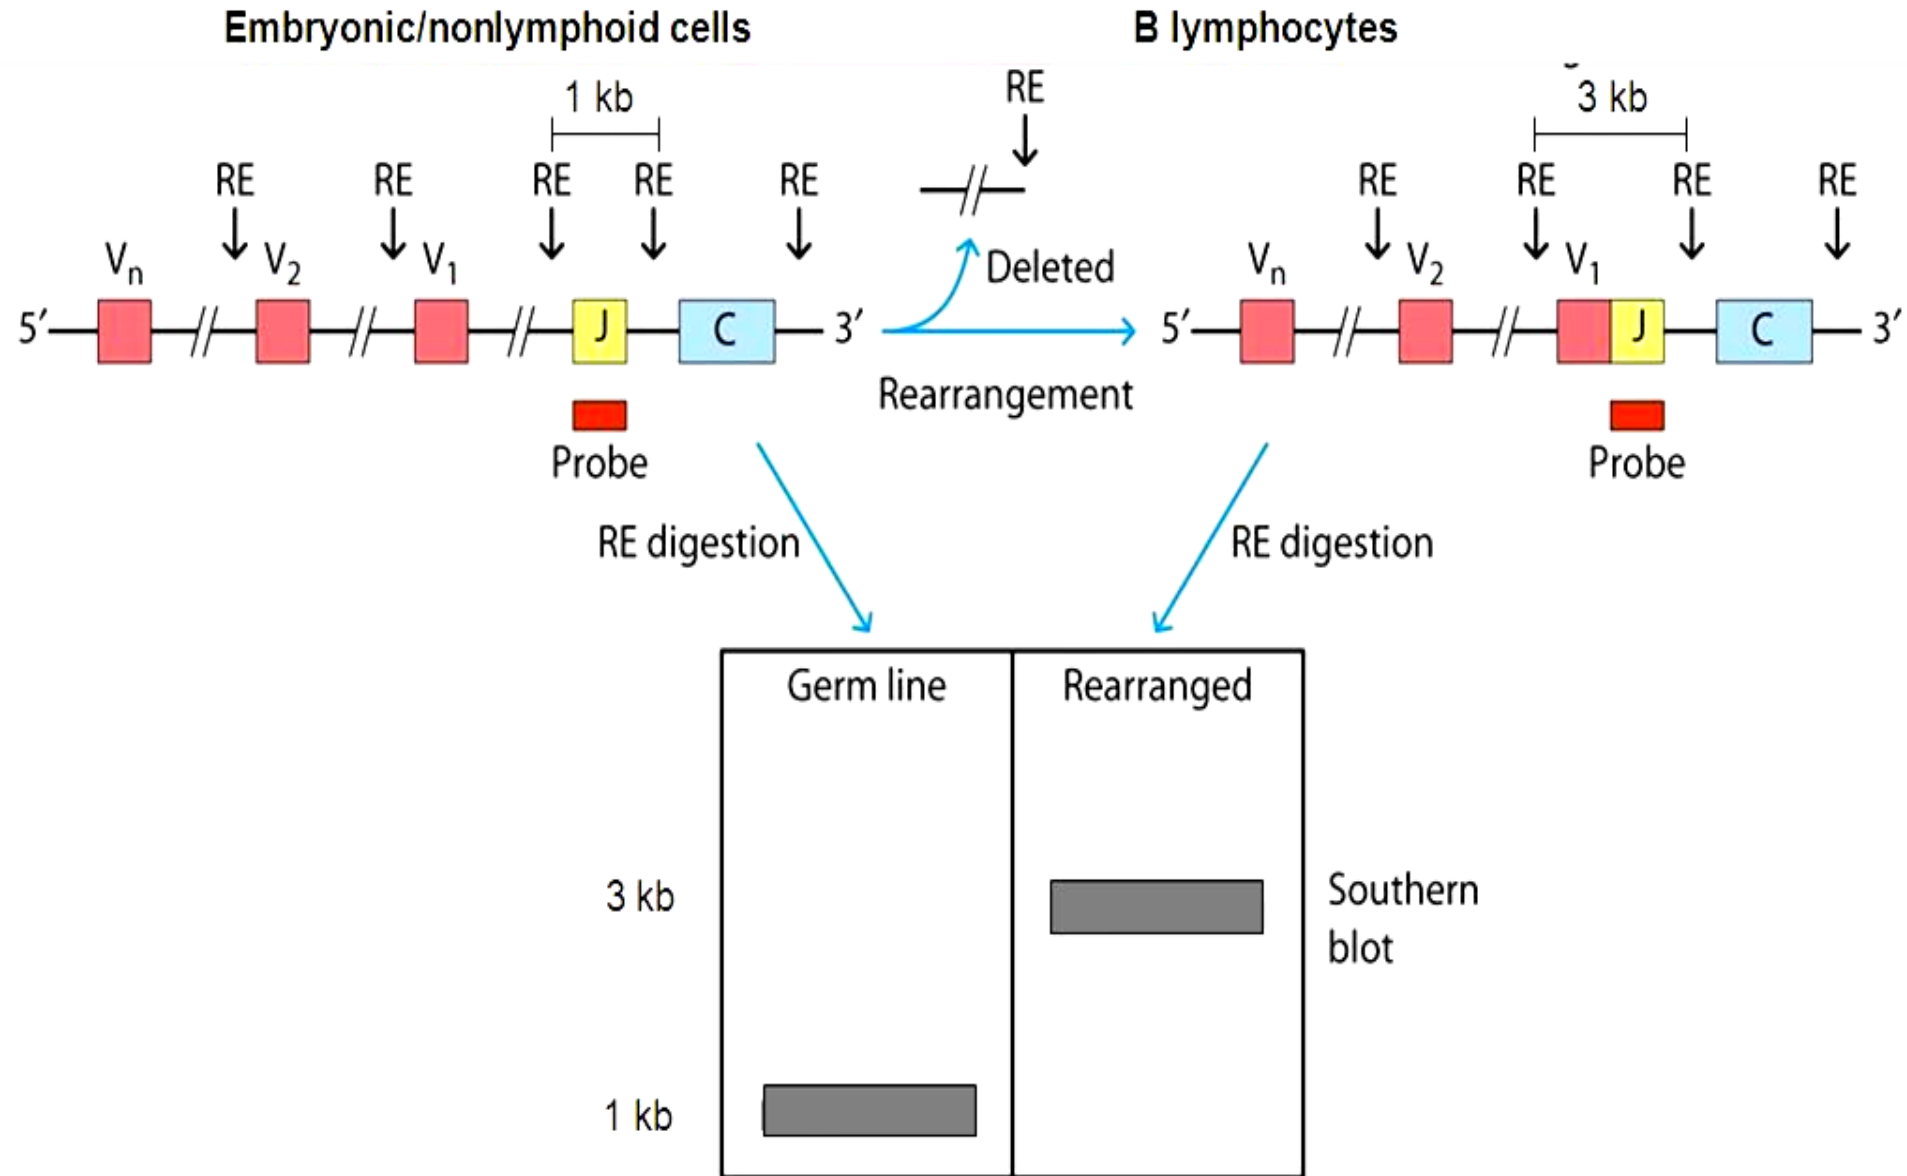 Embryonic/nonlymphoid cells
B lymphocytes
RE
1 kb
3 kb
RE RE RE RE RE
RE RE RE RE
Vn V2 V1
Deleted
Vn V2 V1
5′ J C 3′
5′ J C 3′
Rearrangement
Probe
Probe
RE digestion
RE digestion
Germ line
Rearranged
3 kb
Southern
blot
1 kb